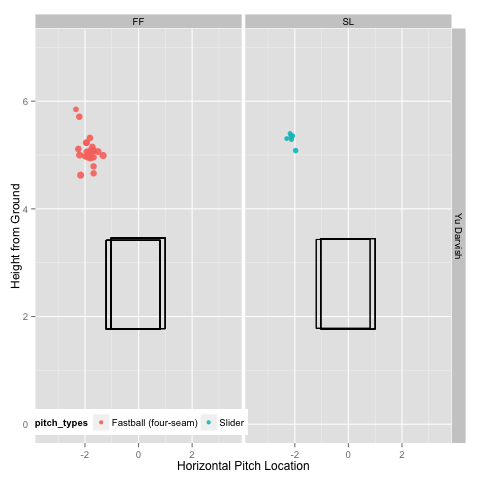 FF
SL
6
4
2
0
Height from Ground
Yu Darvish
pitch_types Fastball (four-seam) Slider
-2 0 2 -2 0 2
Horizontal Pitch Location